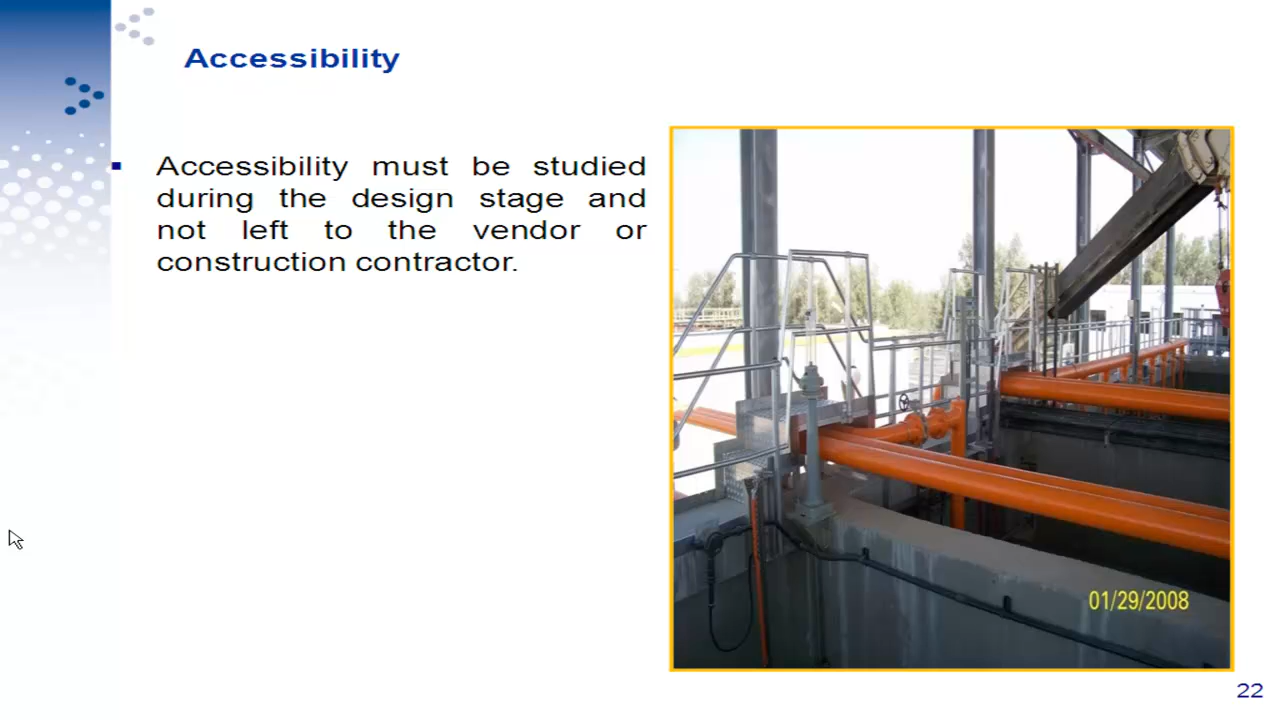 Accessibility
Accessibility must be studied
during the design stage and
not left to the vendor or
construction contractor.
01/29/2008
22